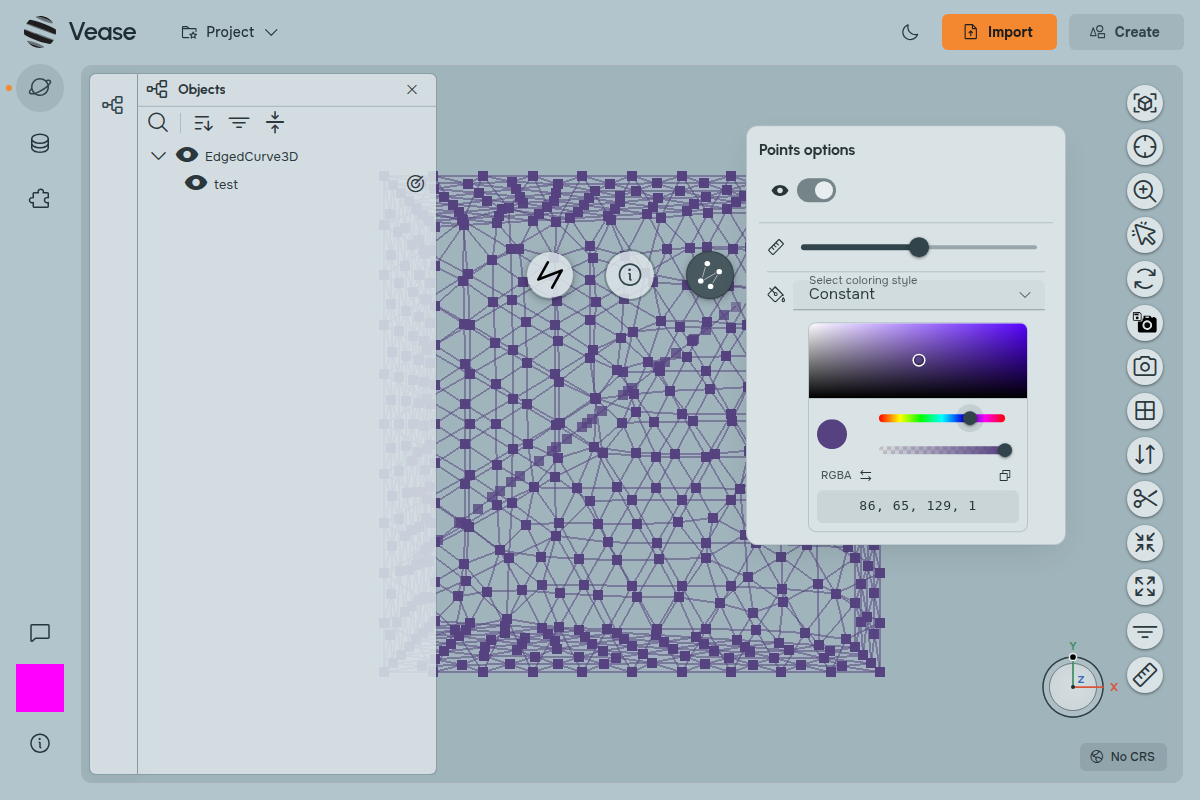 Vease
Project
Import
Create
Objects
EdgedCurve3D
test
Points options
Select coloring style
Constant
RGBA
86, 65, 129, 1
Y
Z
X
No CRS